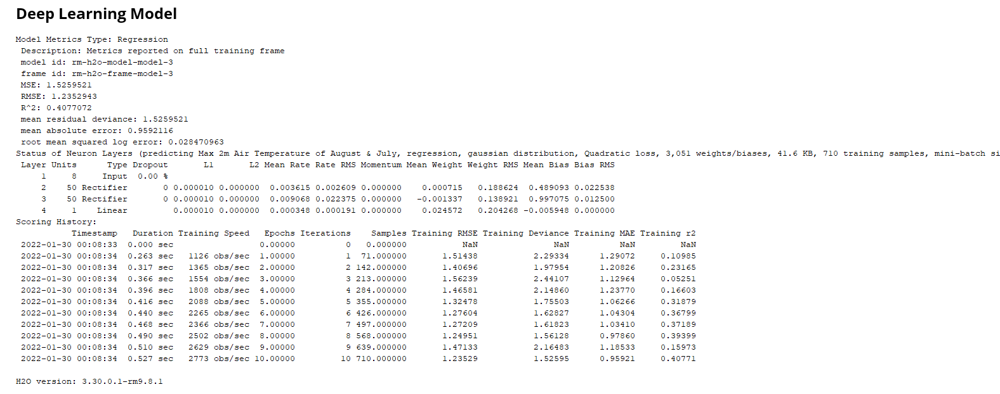 Deep Learning Model
Model Metrics Type: Regression
Description: Metrics reported on full training frame
model id: rm-h2o-model-model-3
frame id: rm-h2o-frame-model-3
MSE: 1.5259521
RMSE: 1.2352943
R^2: 0.4077072
mean residual deviance: 1.5259521
mean absolute error: 0.9592116
root mean squared log error: 0.028470963
Status of Neuron Layers (predicting Max 2m Air Temperature of August & July, regression, gaussian distribution, Quadratic loss, 3,051 weights/biases, 41.6 KB, 710 training samples, mini-batch si
Layer Units Type Dropout L1 L2 Mean Rate Rate RMS Momentum Mean Weight Weight RMS Mean Bias Bias RMS
1 8 Input 0.00 %
2 50 Rectifier 0 0.000010 0.000000 0.003615 0.002609 0.000000 0.000715 0.188624 0.489093 0.022538
3 50 Rectifier 0 0.000010 0.000000 0.009068 0.022375 0.000000 -0.001337 0.138921 0.997075 0.012500
4 1 Linear 0.000010 0.000000 0.000348 0.000191 0.000000 0.024572 0.204268 -0.005948 0.000000
Scoring History:
Timestamp Duration Training Speed Epochs Iterations Samples Training RMSE Training Deviance Training MAE Training r2
2022-01-30 00:08:33 0.000 sec 0.00000 0 0.000000 NaN NaN NaN NaN
2022-01-30 00:08:34 0.263 sec 1126 obs/sec 1.00000 1 71.000000 1.51438 2.29334 1.29072 0.10985
2022-01-30 00:08:34 0.317 sec 1365 obs/sec 2.00000 2 142.000000 1.40696 1.97954 1.20826 0.23165
2022-01-30 00:08:34 0.366 sec 1554 obs/sec 3.00000 3 213.000000 1.56239 2.44107 1.12964 0.05251
2022-01-30 00:08:34 0.396 sec 1808 obs/sec 4.00000 4 284.000000 1.46581 2.14860 1.23770 0.16603
2022-01-30 00:08:34 0.416 sec 2088 obs/sec 5.00000 5 355.000000 1.32478 1.75503 1.06266 0.31879
2022-01-30 00:08:34 0.440 sec 2265 obs/sec 6.00000 6 426.000000 1.27604 1.62827 1.04304 0.36799
2022-01-30 00:08:34 0.468 sec 2366 obs/sec 7.00000 7 497.000000 1.27209 1.61823 1.03410 0.37189
2022-01-30 00:08:34 0.490 sec 2502 obs/sec 8.00000 8 568.000000 1.24951 1.56128 0.97860 0.39399
2022-01-30 00:08:34 0.510 sec 2629 obs/sec 9.00000 9 639.000000 1.47133 2.16483 1.18533 0.15973
2022-01-30 00:08:34 0.527 sec 2773 obs/sec 10.00000 10 710.000000 1.23529 1.52595 0.95921 0.40771
H2O version: 3.30.0.1-rm9.8.1